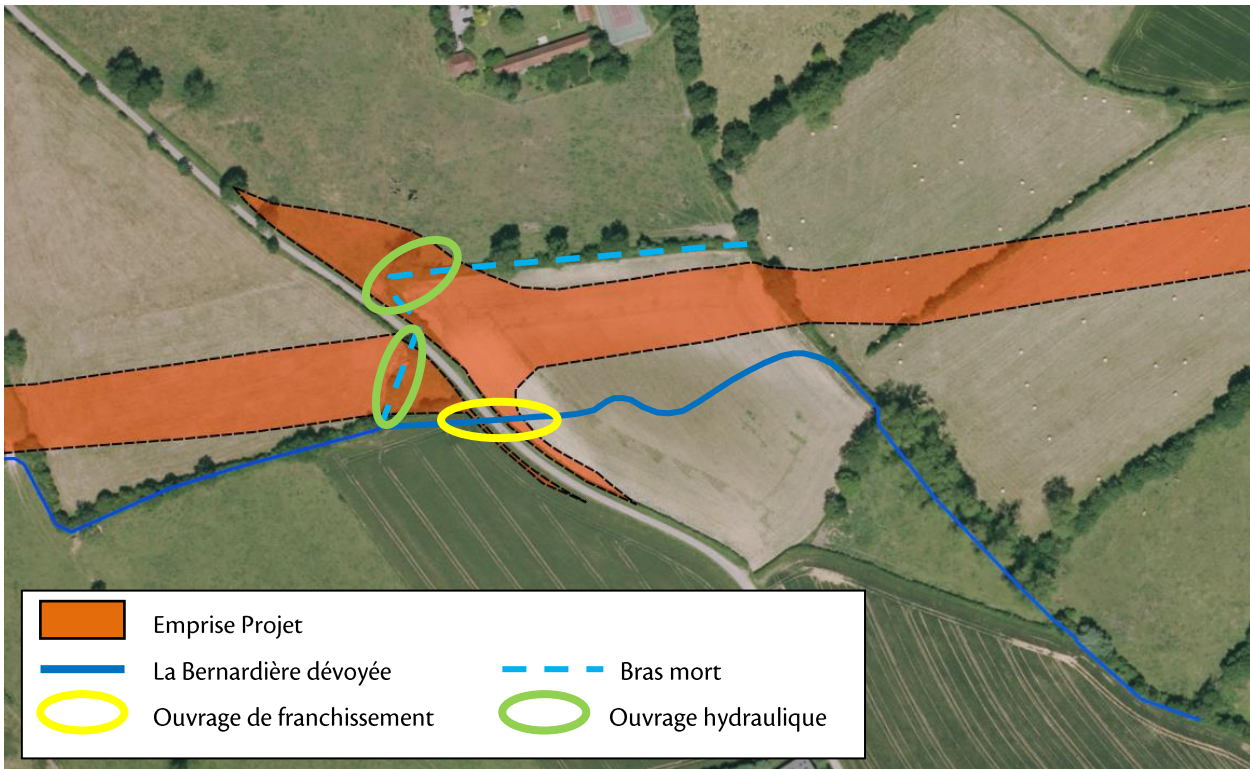 Emprise Projet
La Bernardière dévoyée
Bras mort
Ouvrage de franchissement
Ouvrage hydraulique